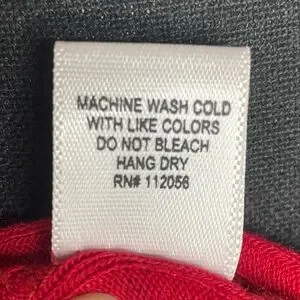 MACHINE WASH COLD
WITH LIKE COLORS
DO NOT BLEACH
HANG DRY
RN# 112056